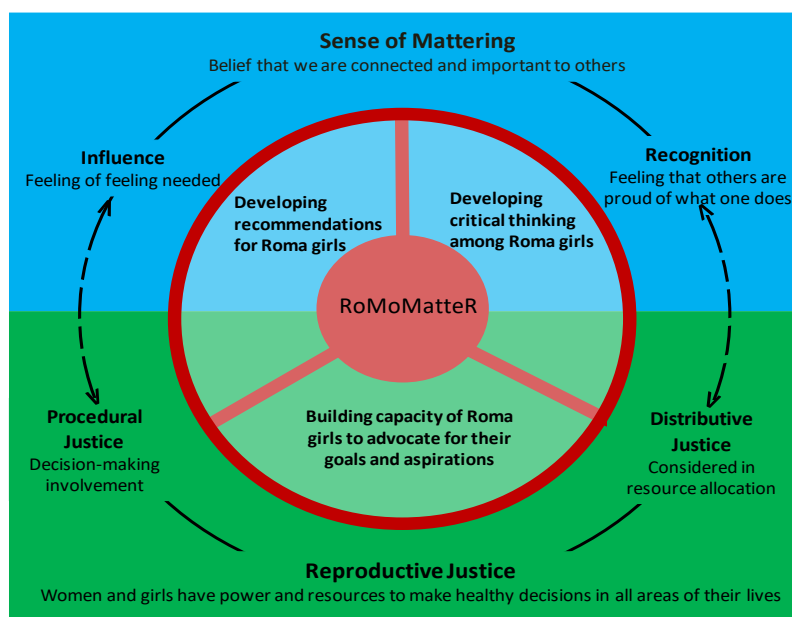 Sense of Mattering
Belief that we are connected and important to others
Influence
Feeling of feeling needed
Recognition
Feeling that others are
proud of what one does
Developing
recommendations
for Roma girls
Developing
critical thinking
among Roma girls
RoMoMatteR
Building capacity of Roma
girls to advocate for their
goals and aspirations
Procedural
Justice
Decision-making
involvement
Distributive
Justice
Considered in
resource allocation
Reproductive Justice
Women and girls have power and resources to make healthy decisions in all areas of their lives